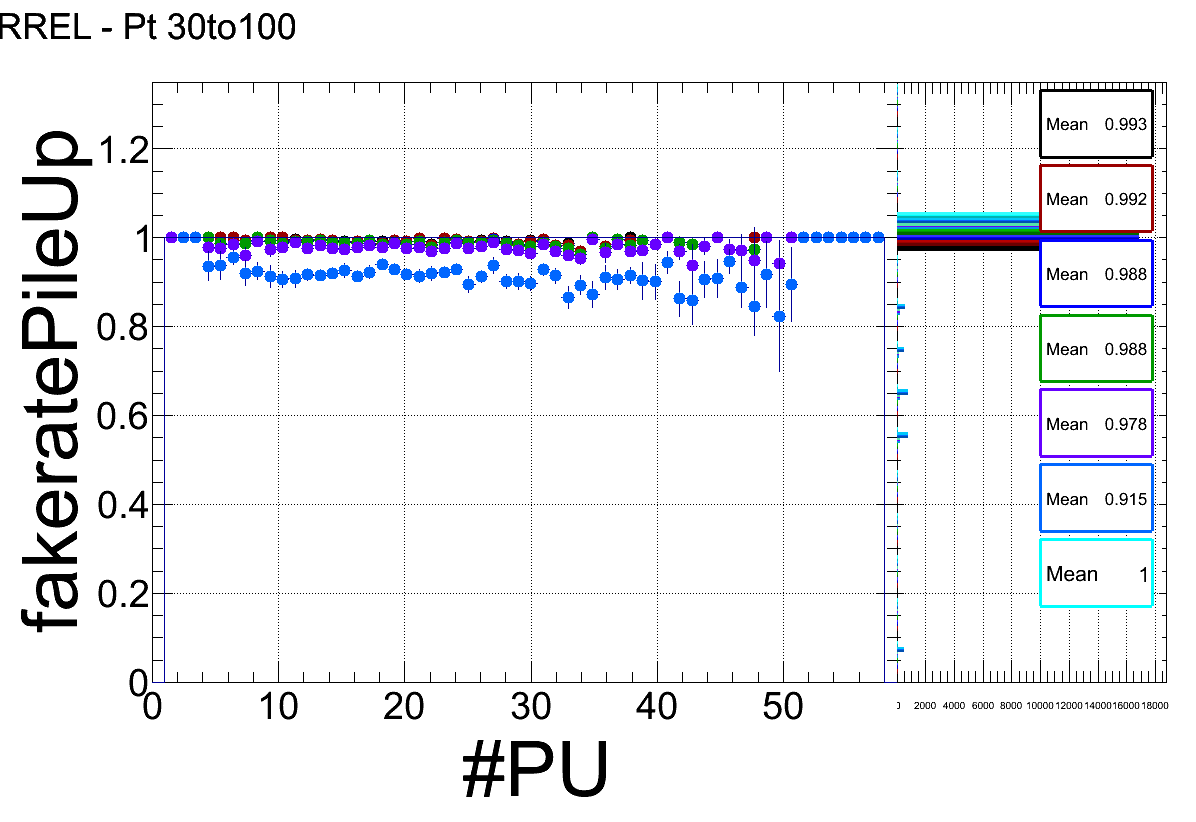 RREL - Pt 30to100
fakeratePileUp
1.2
1
0.8
0.6
0.4
0.2
0
0 10 20 30 40 50
#PU
Mean 0.993
Mean 0.992
Mean 0.988
Mean 0.988
Mean 0.978
Mean 0.915
Mean 1
2000 4000 6000 8000 10000 12000 14000 16000 18000